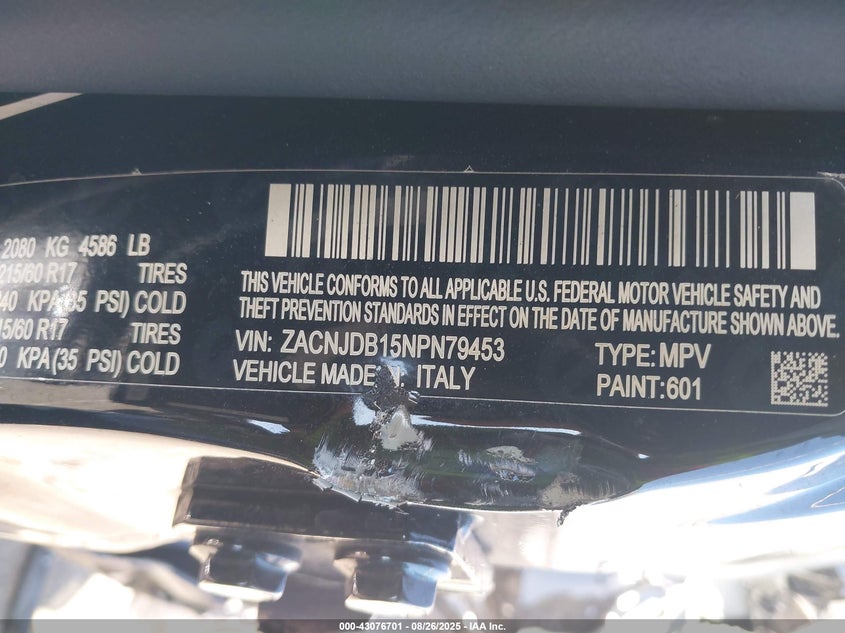 2080 KG 4586 LB
215/60 R17 TIRES
KPA(35 PSI) COLD
15/60 R17 TIRES
KPA(35 PSI) COLD
THIS VEHICLE CONFORMS TO ALL APPLICABLE U.S. FEDERAL MOTOR VEHICLE SAFETY AND
THEFT PREVENTION STANDARDS IN EFFECT ON THE DATE OF MANUFACTURE SHOWN ABOVE.
VIN: ZACNJDB15NPN79453 TYPE: MPV
VEHICLE MADE IN ITALY PAINT: 601
000-43076701 - 08/26/2025 - IAA Inc.